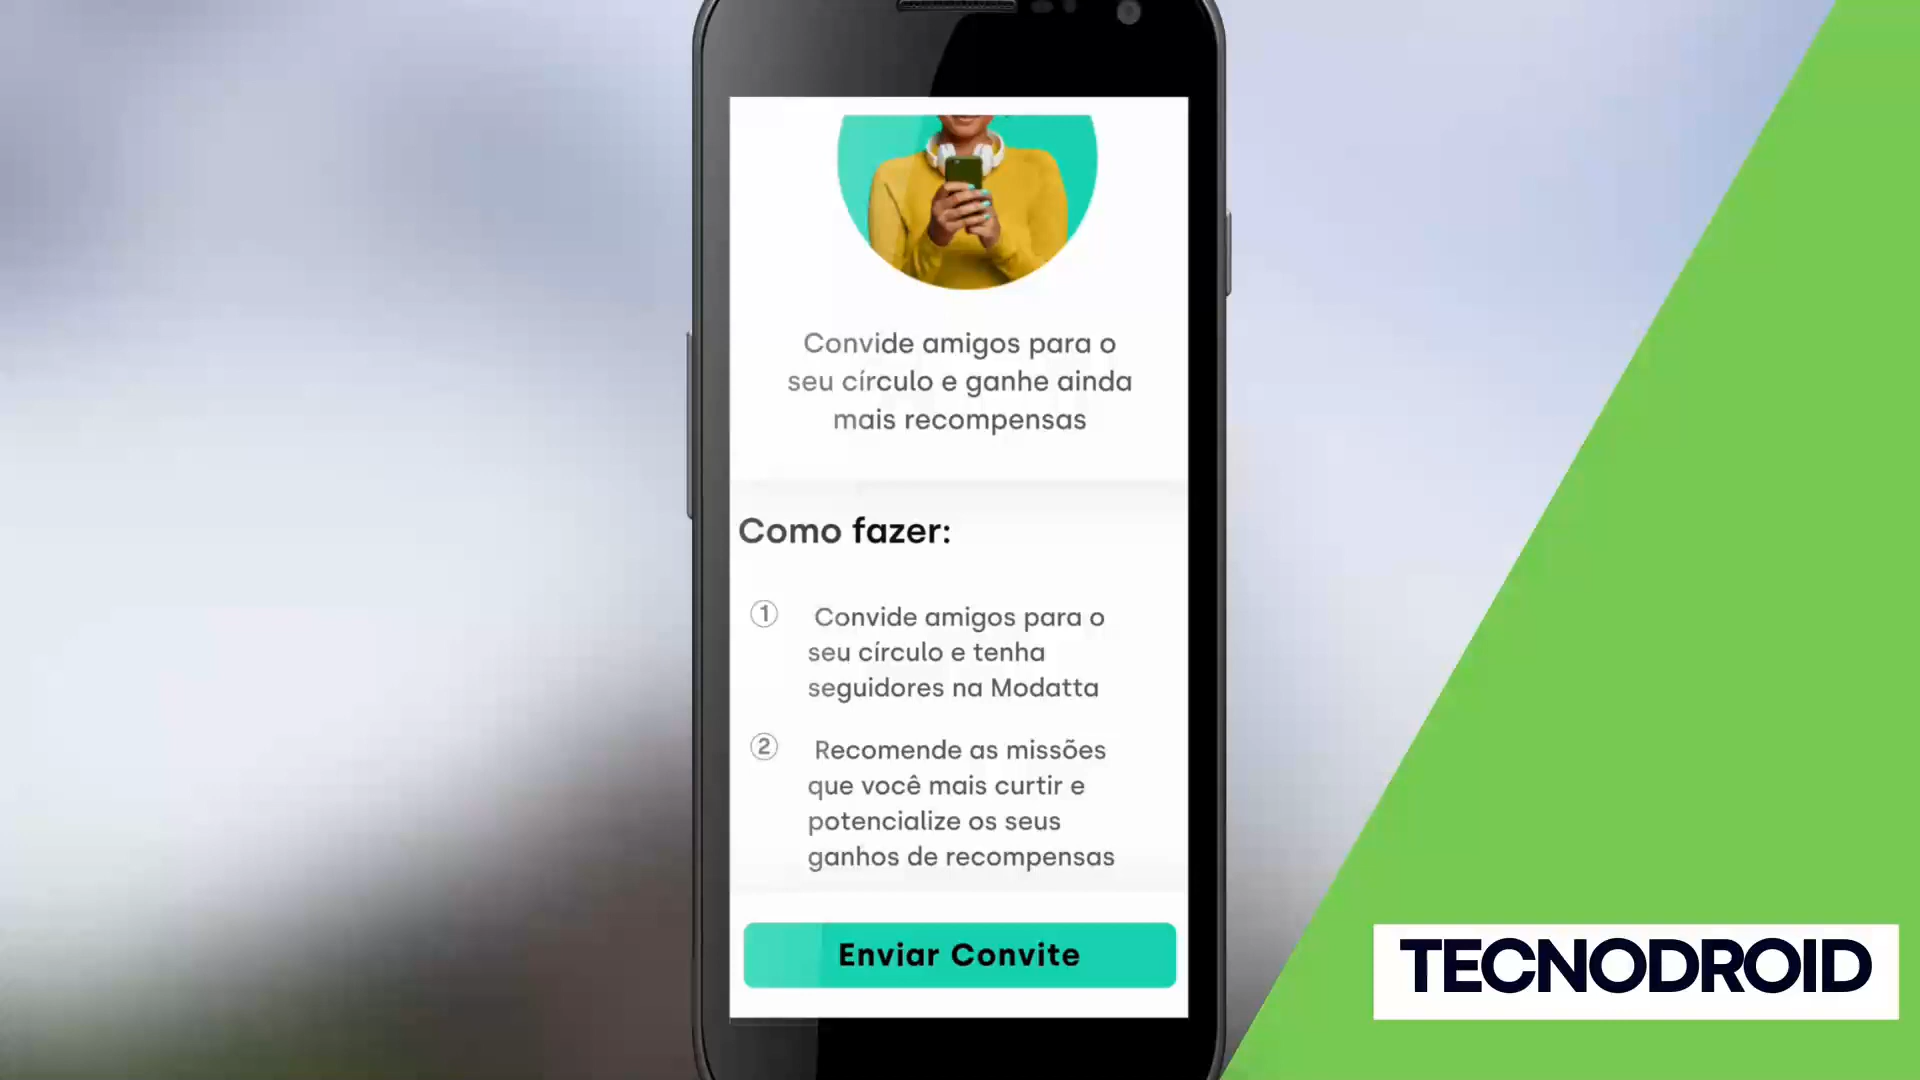 Convide amigos para o
seu círculo e ganhe ainda
mais recompensas
Como fazer:
① Convide amigos para o
seu círculo e tenha
seguidores na Modatta
② Recomende as missões
que você mais curtir e
potencialize os seus
ganhos de recompensas
Enviar Convite
TECNODROID